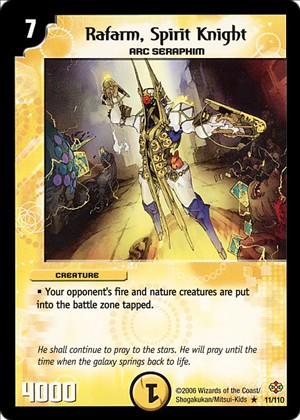 7
Rafarm, Spirit Knight
ARC SERAPHIM
CREATURE
▪ Your opponent's fire and nature creatures are put
into the battle zone tapped.
He shall continue to pray to the stars. He will pray until the
time when the galaxy springs back to life.
4000
1
©2006 Wizards of the Coast/
Shogakukan/Mitsui-Kids ★ 11/110